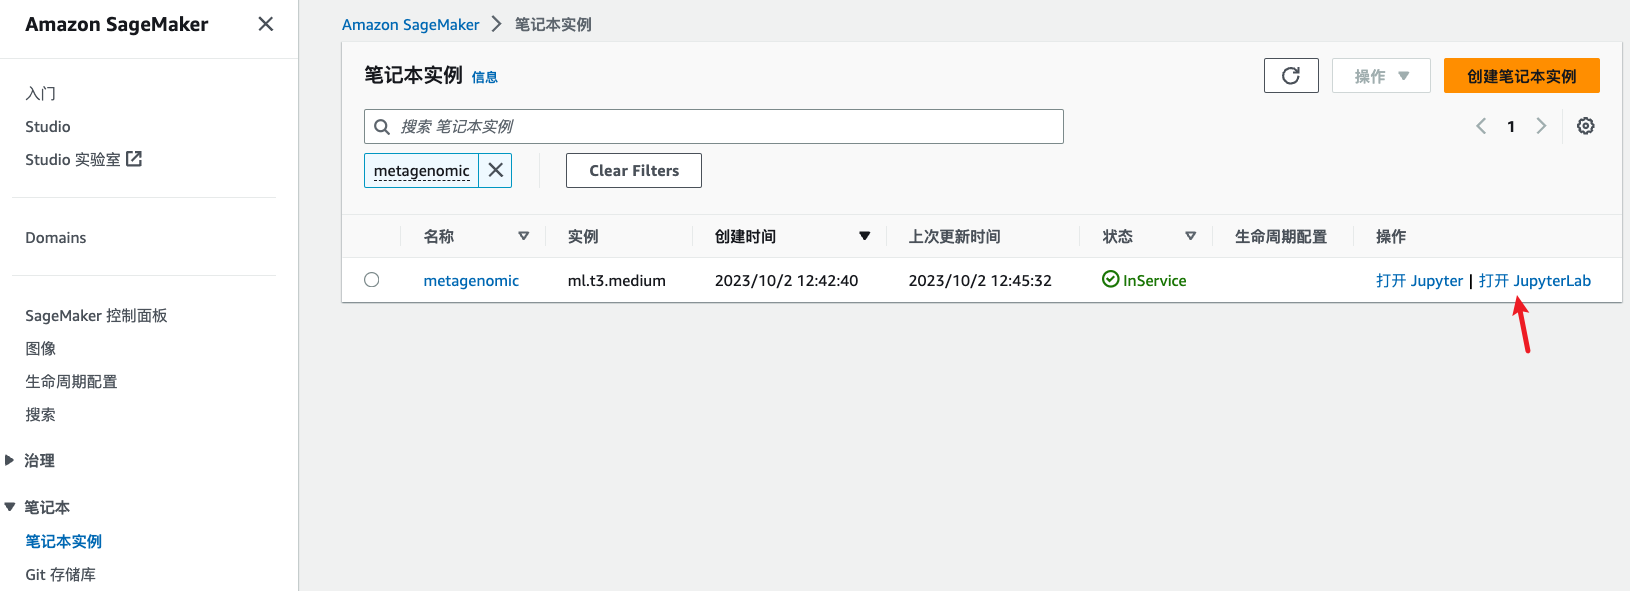 Amazon SageMaker
入门
Studio
Studio 实验室
Domains
SageMaker 控制面板
图像
生命周期配置
搜索
治理
笔记本
笔记本实例
Git 存储库
Amazon SageMaker 笔记本实例
笔记本实例 信息
操作
创建笔记本实例
搜索 笔记本实例
1
metagenomic
Clear Filters
名称 实例 创建时间 上次更新时间 状态 生命周期配置 操作
metagenomic ml.t3.medium 2023/10/2 12:42:40 2023/10/2 12:45:32 InService 打开 Jupyter | 打开 JupyterLab